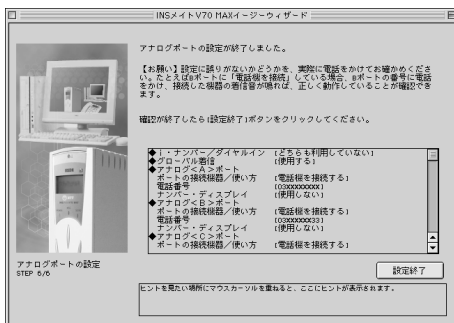 INSメイトV70 MAXイージーウィザード
アナログポートの設定が終了しました。
【お願い】設定に誤りがないかどうかを、実際に電話をかけてお確かめくださ
い。たとえばBポートに「電話機を接続」している場合、Bポートの番号に電話
をかけ、接続した機器の着信音が鳴れば、正しく動作していることが確認でき
ます。
確認が終了したら[設定終了]ボタンをクリックしてください。
◆i・ナンバー/ダイヤルイン [どちらも利用していない]
◆グローバル着信 [使用する]
◆アナログ<A>ポート
ポートの接続機器/使い方 [電話機を接続する]
電話番号 [03XXXXXXXX]
ナンバー・ディスプレイ [使用しない]
◆アナログ<B>ポート
ポートの接続機器/使い方 [電話機を接続する]
電話番号 [03XXXXXX33]
ナンバー・ディスプレイ [使用しない]
◆アナログ<C>ポート
ポートの接続機器/使い方 [電話機を接続する]
アナログポートの設定
STEP 6/6
設定終了
ヒントを見たい場所にマウスカーソルを重ねると、ここにヒントが表示されます。